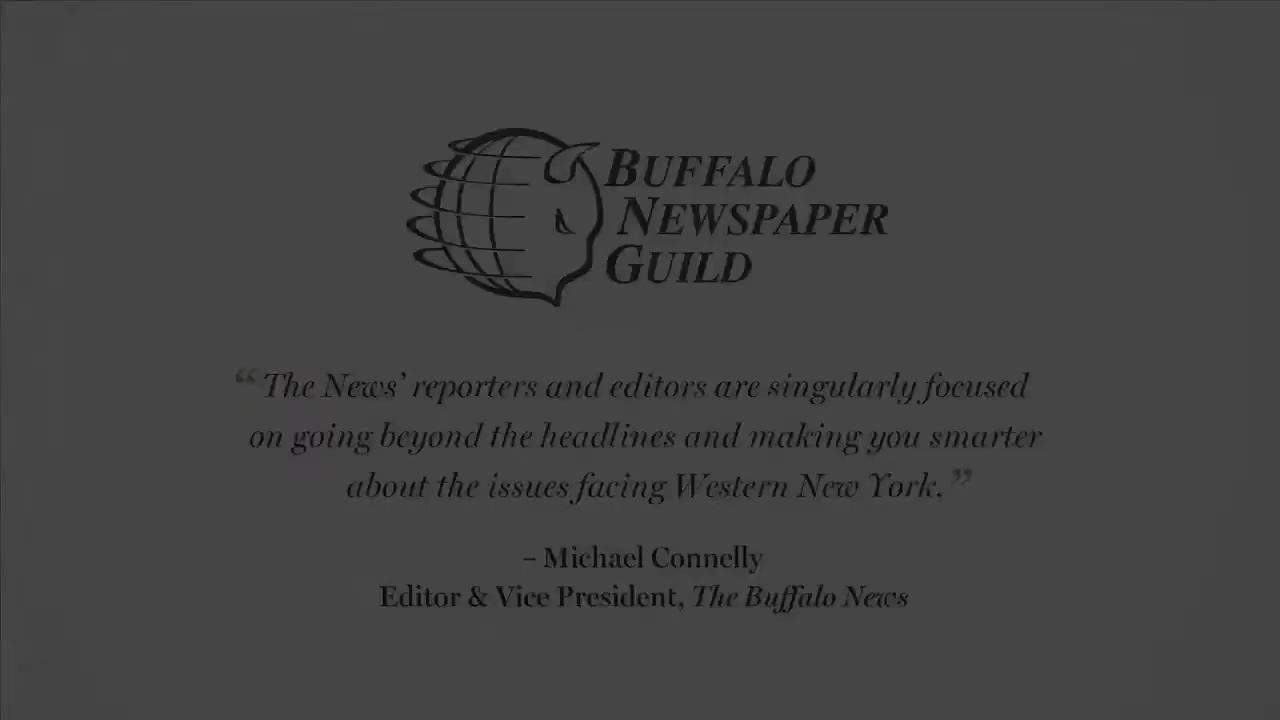 BUFFALO
NEWSPAPER
GUILD
“ The News’ reporters and editors are singularly focused
on going beyond the headlines and making you smarter
about the issues facing Western New York. ”
– Michael Connelly
Editor & Vice President, The Buffalo News